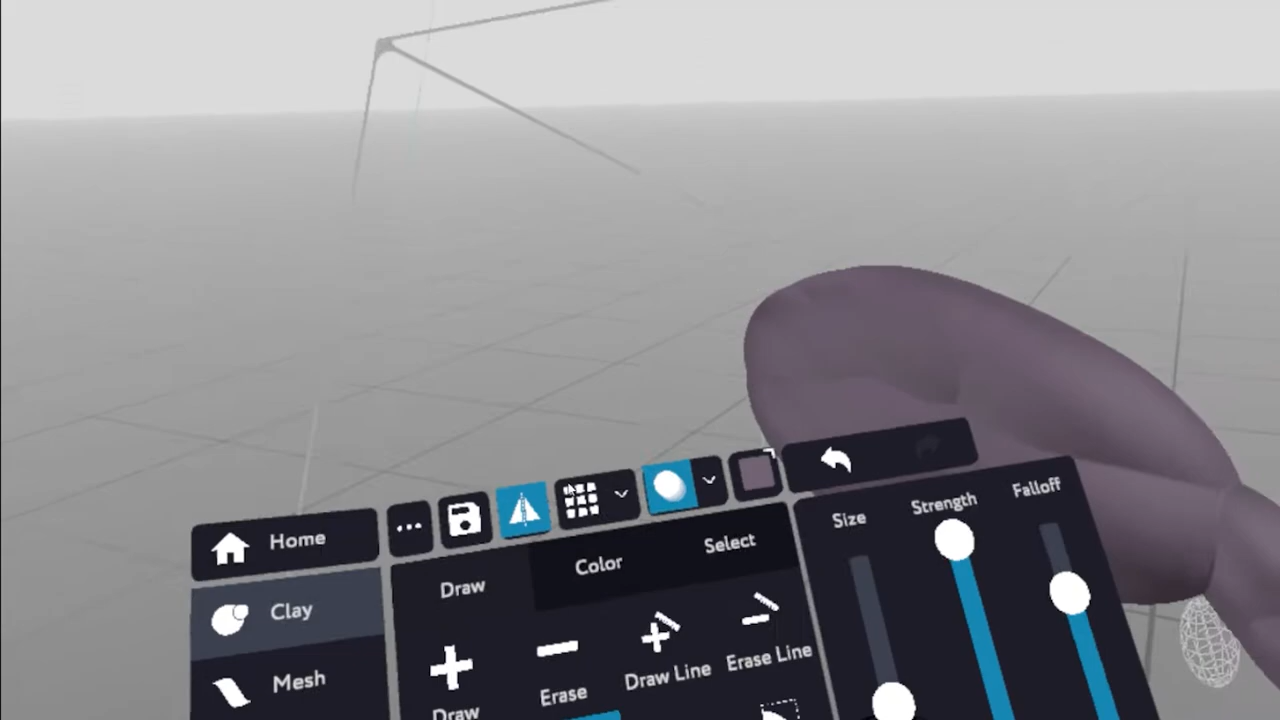 Home
Clay
Mesh
Draw
Color
Select
Draw
Erase
Draw Line
Erase Line
Size
Strength
Falloff